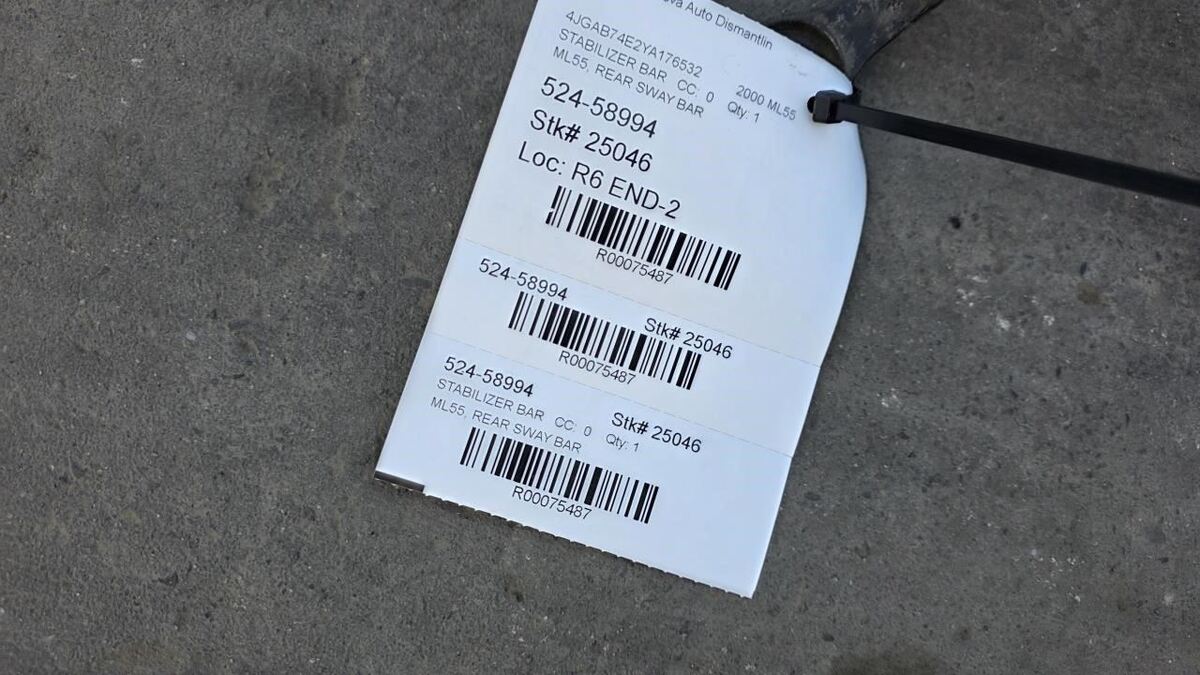 Auto Dismantlin
4JGAB74E2YA176532
2000 ML55
STABILIZER BAR CC: 0 Qty: 1
ML55, REAR SWAY BAR
524-58994
Stk# 25046
Loc: R6 END-2
R00075487
524-58994
Stk# 25046
R00075487
524-58994
Stk# 25046
STABILIZER BAR CC: 0 Qty: 1
ML55, REAR SWAY BAR
R00075487